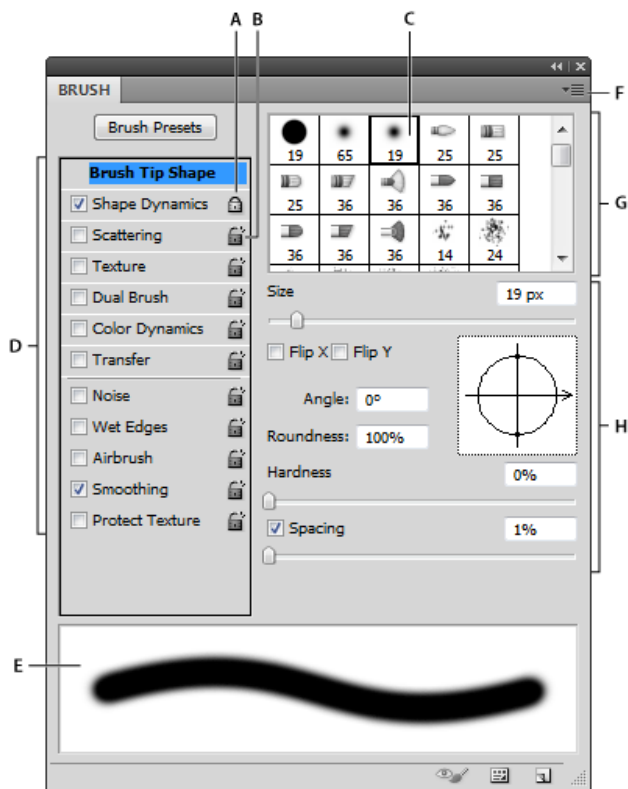 A B C
BRUSH
F
Brush Presets
19 65 19 25 25
Brush Tip Shape
Shape Dynamics
25 36 36 36 36
G
Scattering
36 36 36 14 24
Texture
Size 19 px
Dual Brush
Color Dynamics
D
Transfer
Flip X Flip Y
Noise
Angle: 0º
H
Wet Edges
Roundness: 100%
Airbrush
Hardness 0%
Smoothing
Protect Texture
Spacing 1%
E